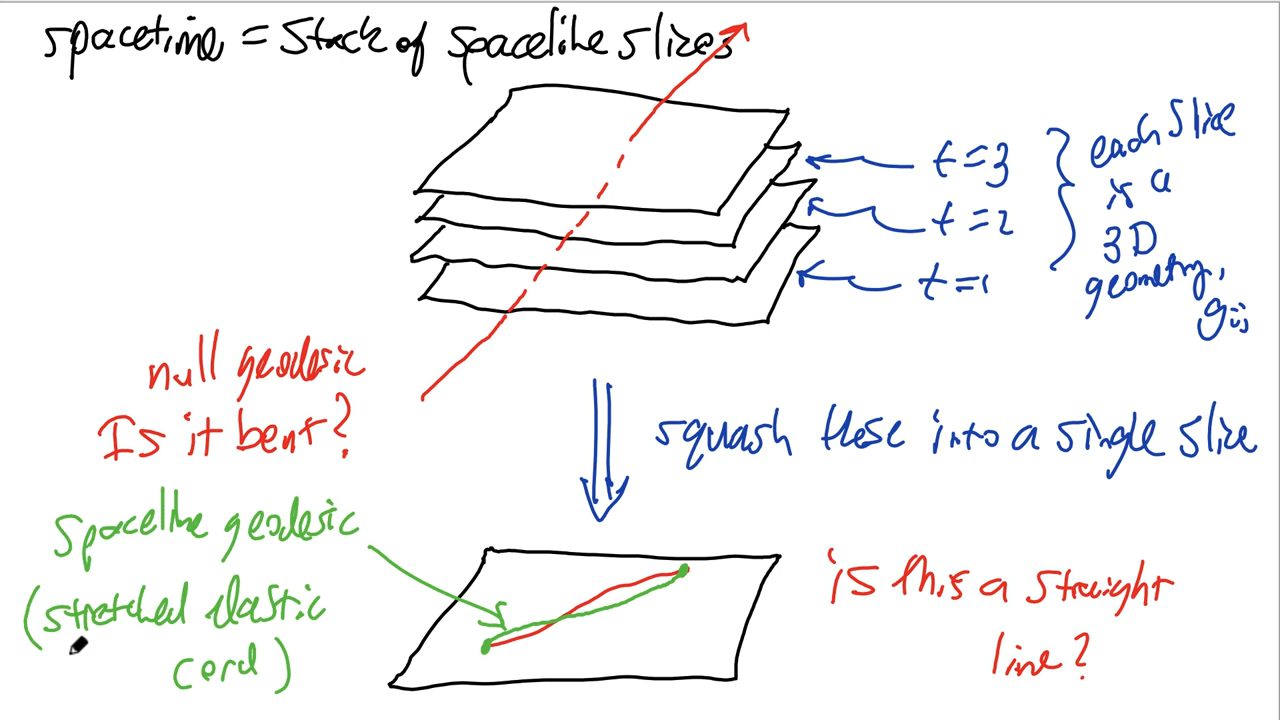 spacetime = Stack of spacelike slices
t=3
t=2
t=1
each slice
is a
3D
geometry,
gij
null geodesic
Is it bent?
squash these into a single slice
spacelike geodesic
(stretched elastic
cord)
is this a straight
line?